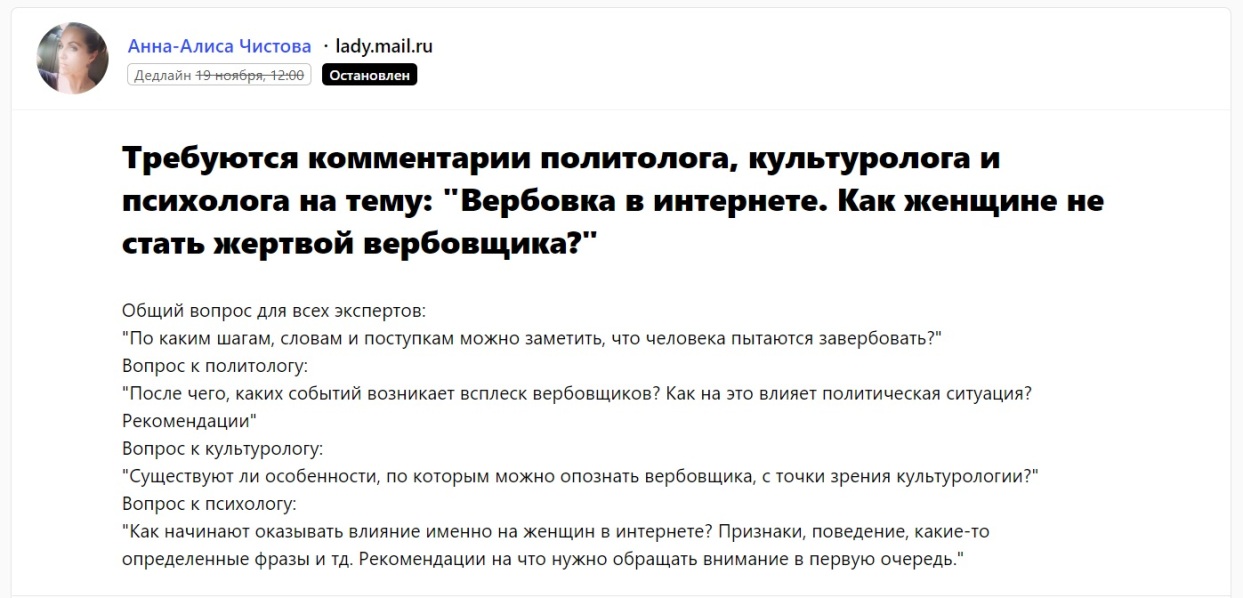 Анна-Алиса Чистова · lady.mail.ru
Дедлайн 19 ноября, 12:00 Остановлен
Требуются комментарии политолога, культуролога и
психолога на тему: "Вербовка в интернете. Как женщине не
стать жертвой вербовщика?"
Общий вопрос для всех экспертов:
"По каким шагам, словам и поступкам можно заметить, что человека пытаются завербовать?"
Вопрос к политологу:
"После чего, каких событий возникает всплеск вербовщиков? Как на это влияет политическая ситуация?
Рекомендации"
Вопрос к культурологу:
"Существуют ли особенности, по которым можно опознать вербовщика, с точки зрения культурологии?"
Вопрос к психологу:
"Как начинают оказывать влияние именно на женщин в интернете? Признаки, поведение, какие-то
определенные фразы и тд. Рекомендации на что нужно обращать внимание в первую очередь."